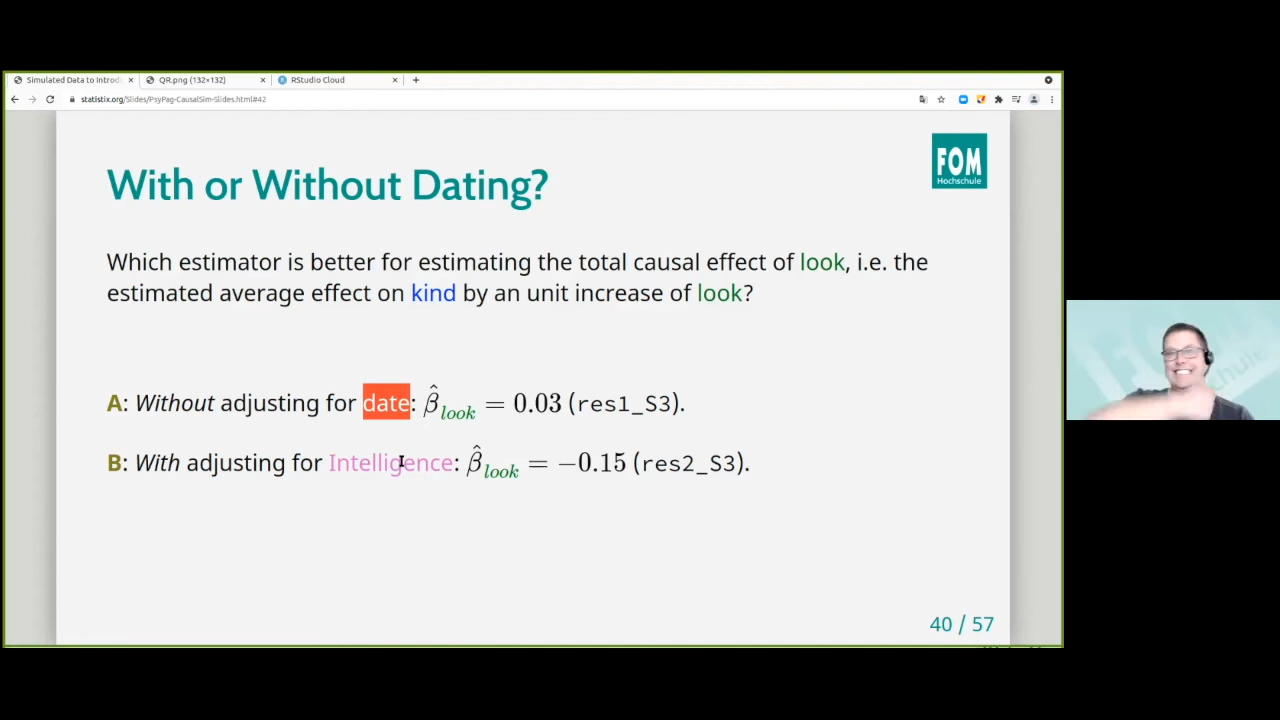 Simulated Data to Introd
QR.png (132×132)
RStudio Cloud
statistix.org/Slides/PsyPag-CausalSim-Slides.html#42
FOM
Hochschule
With or Without Dating?
Which estimator is better for estimating the total causal effect of look, i.e. the
estimated average effect on kind by an unit increase of look?
A: Without adjusting for date: β̂look = 0.03 (res1_S3).
B: With adjusting for Intelligence: β̂look = −0.15 (res2_S3).
40 / 57